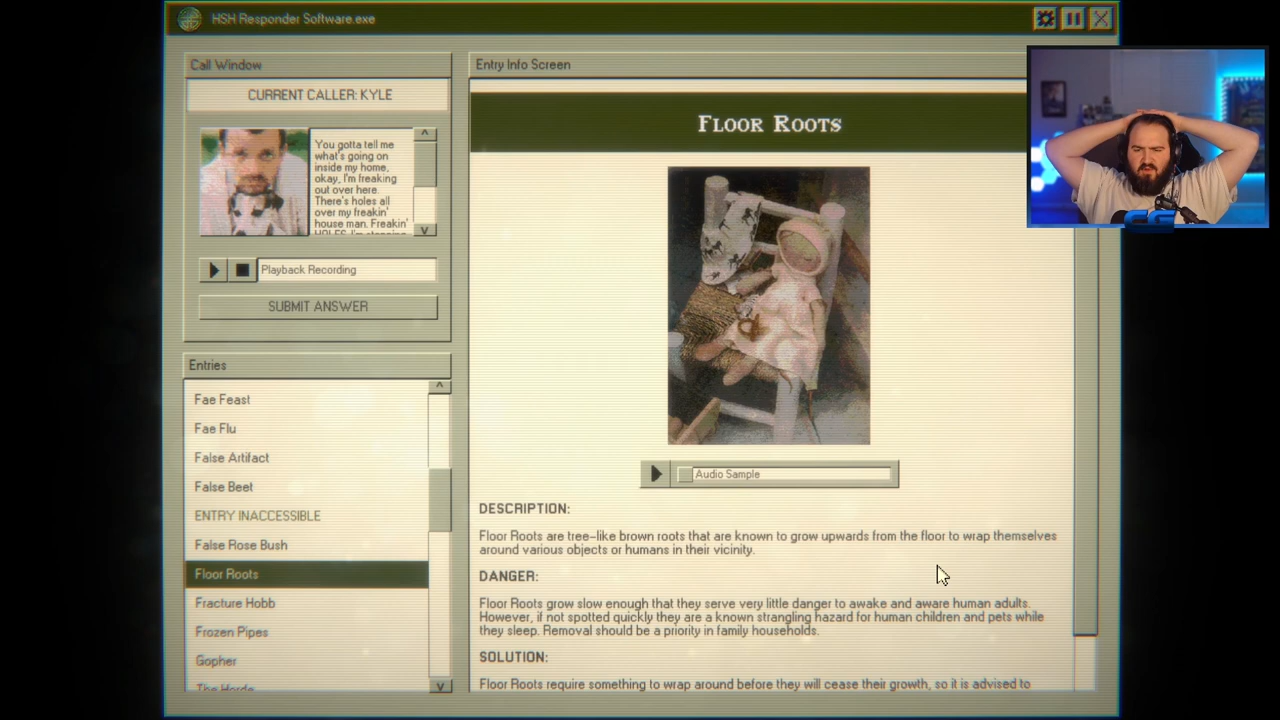 HSH Responder Software.exe
Call Window
CURRENT CALLER: KYLE
You gotta tell me
what's going on
inside my home,
okay, I'm freaking
out over here.
There's holes all
over my freakin'
house man. Freakin'
Playback Recording
SUBMIT ANSWER
Entries
Fae Feast
Fae Flu
False Artifact
False Beet
ENTRY INACCESSIBLE
False Rose Bush
Floor Roots
Fracture Hobb
Frozen Pipes
Gopher
The Horde
Entry Info Screen
FLOOR ROOTS
Audio Sample
DESCRIPTION:
Floor Roots are tree-like brown roots that are known to grow upwards from the floor to wrap themselves
around various objects or humans in their vicinity.
DANGER:
Floor Roots grow slow enough that they serve very little danger to awake and aware human adults.
However, if not spotted quickly they are a known strangling hazard for human children and pets while
they sleep. Removal should be a priority in family households.
SOLUTION:
Floor Roots require something to wrap around before they will cease their growth, so it is advised to
CG